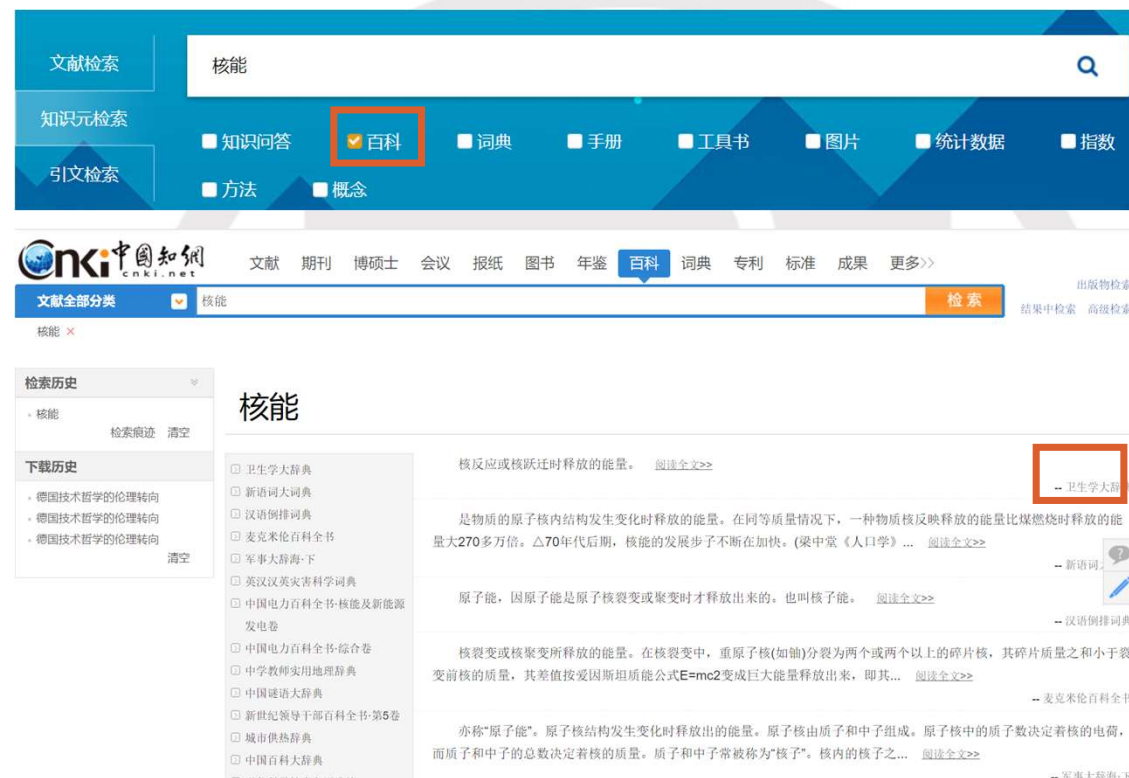 文献检索
核能
知识元检索
知识问答 百科 词典 手册 工具书 图片 统计数据 指数
引文检索
方法 概念
Cnki中国知网
cnki.net
文献 期刊 博硕士 会议 报纸 图书 年鉴 百科 词典 专利 标准 成果 更多>>
出版物检索
文献全部分类 核能 检索
结果中检索 高级检索
核能 ×
检索历史
核能
检索痕迹 清空
下载历史
德国技术哲学的伦理转向
德国技术哲学的伦理转向
德国技术哲学的伦理转向
清空
核能
卫生学大辞典
新语词大词典
汉语倒排词典
麦克米伦百科全书
军事大辞海·下
英汉汉英灾害科学词典
中国电力百科全书·核能及新能源
发电卷
中国电力百科全书·综合卷
中学教师实用地理辞典
中国谜语大辞典
新世纪领导干部百科全书·第5卷
城市供热辞典
中国百科大辞典
核反应或核跃迁时释放的能量。 阅读全文>>
-- 卫生学大辞
是物质的原子核内结构发生变化时释放的能量。在同等质量情况下，一种物质核反映释放的能量比煤燃烧时释放的能
量大270多万倍。△70年代后期，核能的发展步子不断在加快。(梁中堂《人口学》... 阅读全文>>
-- 新语词
原子能，因原子能是原子核裂变或聚变时才释放出来的。也叫核子能。 阅读全文>>
-- 汉语倒排词典
核裂变或核聚变所释放的能量。在核裂变中，重原子核(如铀)分裂为两个或两个以上的碎片核，其碎片质量之和小于裂
变前核的质量，其差值按爱因斯坦质能公式E=mc2变成巨大能量释放出来，即其... 阅读全文>>
-- 麦克米伦百科全书
亦称“原子能”。原子核结构发生变化时释放出的能量。原子核由质子和中子组成。原子核中的质子数决定着核的电荷，
而质子和中子的总数决定着核的质量。质子和中子常被称为“核子”。核内的核子之... 阅读全文>>
-- 军事大辞海·下